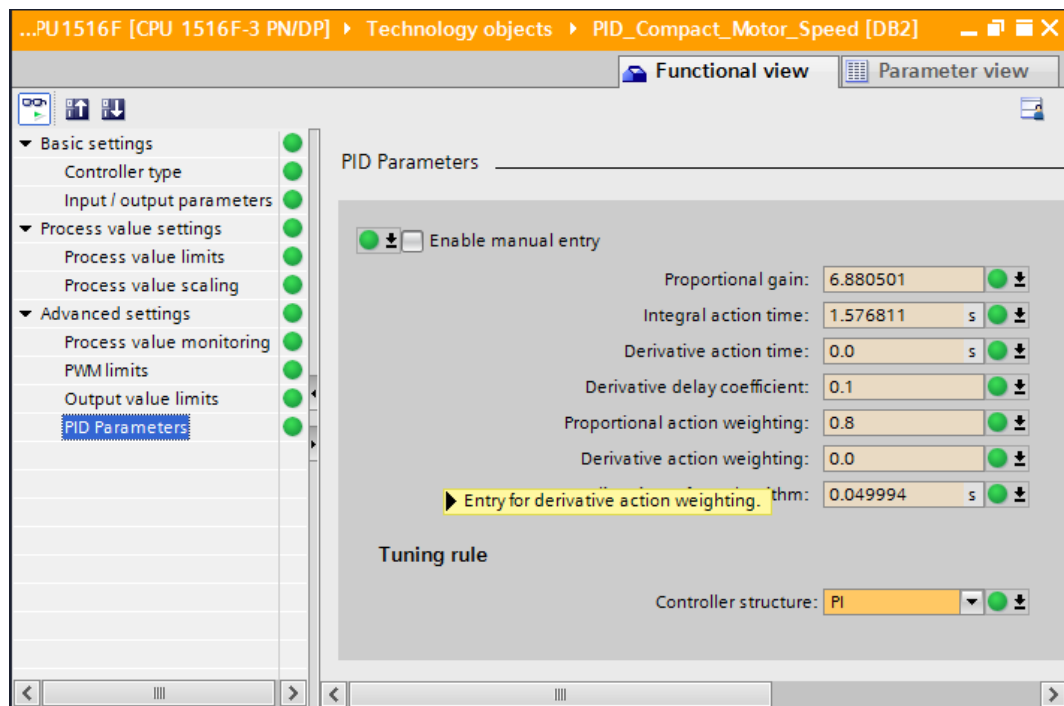 ...PU1516F [CPU 1516F-3 PN/DP] ▸ Technology objects ▸ PID_Compact_Motor_Speed [DB2]
Functional view
Parameter view
Basic settings
Controller type
Input / output parameters
Process value settings
Process value limits
Process value scaling
Advanced settings
Process value monitoring
PWM limits
Output value limits
PID Parameters
PID Parameters
Enable manual entry
Proportional gain: 6.880501
Integral action time: 1.576811 s
Derivative action time: 0.0 s
Derivative delay coefficient: 0.1
Proportional action weighting: 0.8
Derivative action weighting: 0.0
Entry for derivative action weighting.
thm: 0.049994 s
Tuning rule
Controller structure: PI